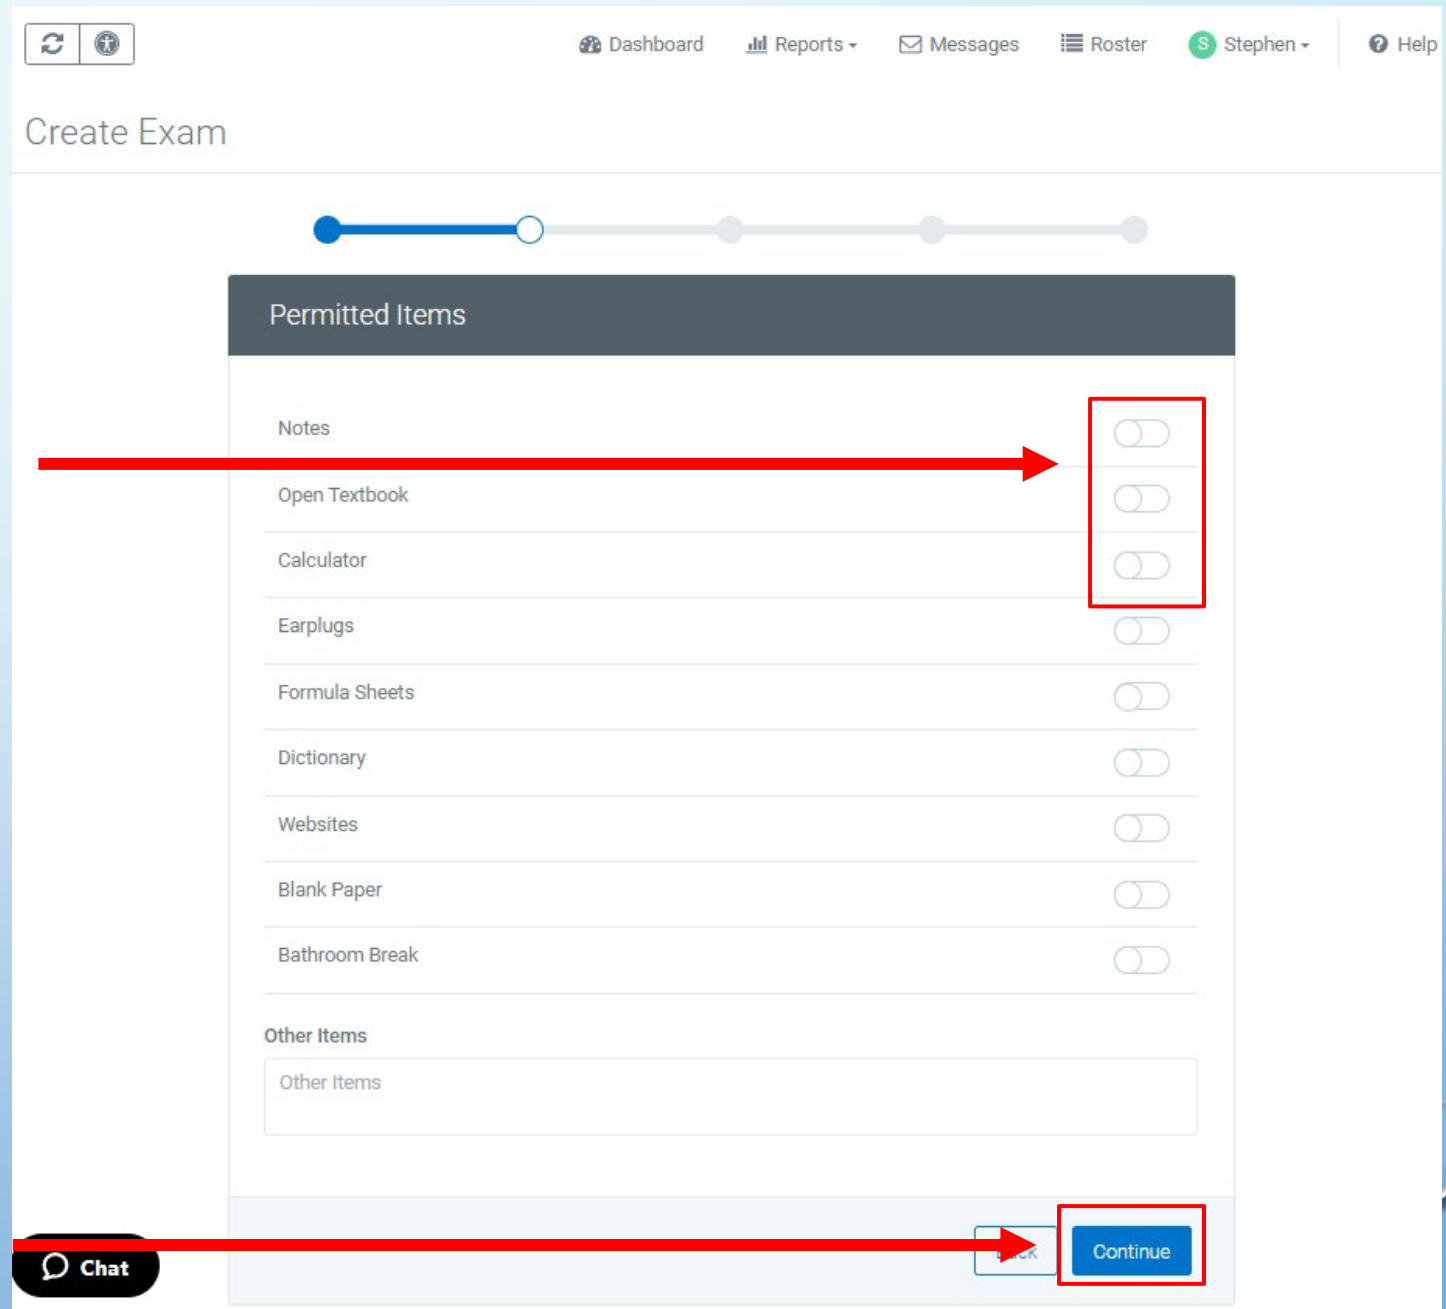 Dashboard Reports Messages Roster S Stephen Help
Create Exam
Permitted Items
Notes
Open Textbook
Calculator
Earplugs
Formula Sheets
Dictionary
Websites
Blank Paper
Bathroom Break
Other Items
Other Items
Continue
Chat